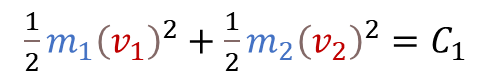 ½m₁(v₁)² + ½m₂(v₂)² = C₁